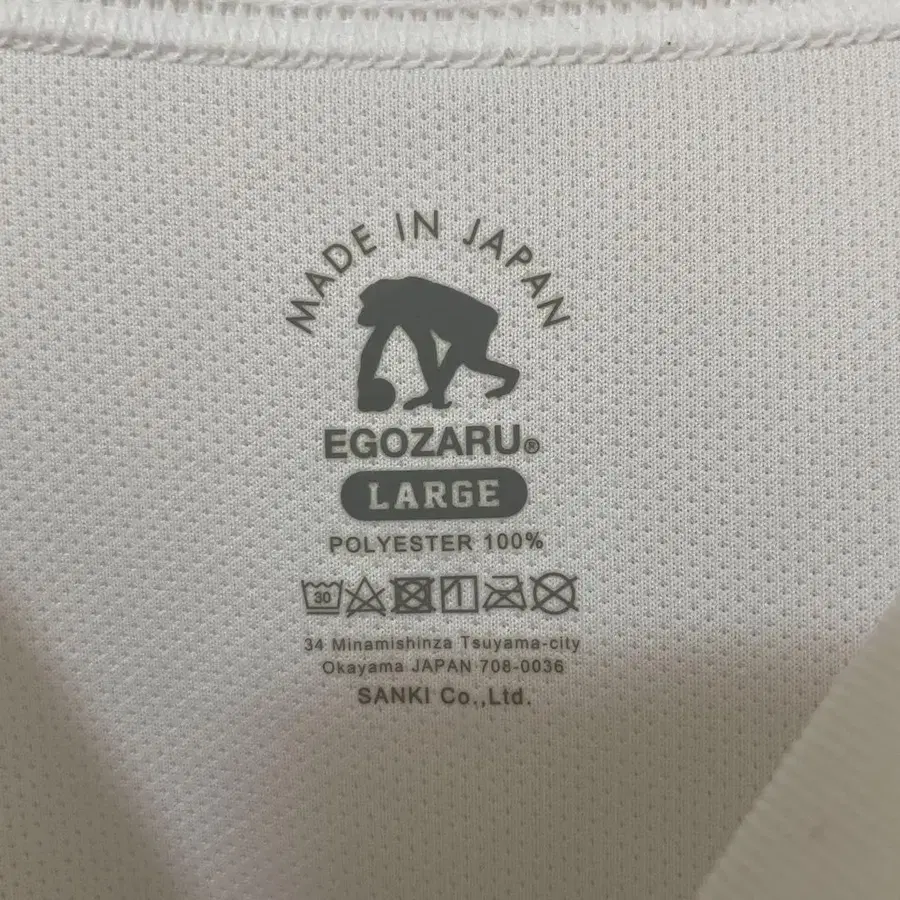 MADE IN JAPAN
EGOZARU®
LARGE
POLYESTER 100%
30
34 Minamishinza Tsuyama-city
Okayama JAPAN 708-0036
SANKI Co.,Ltd.